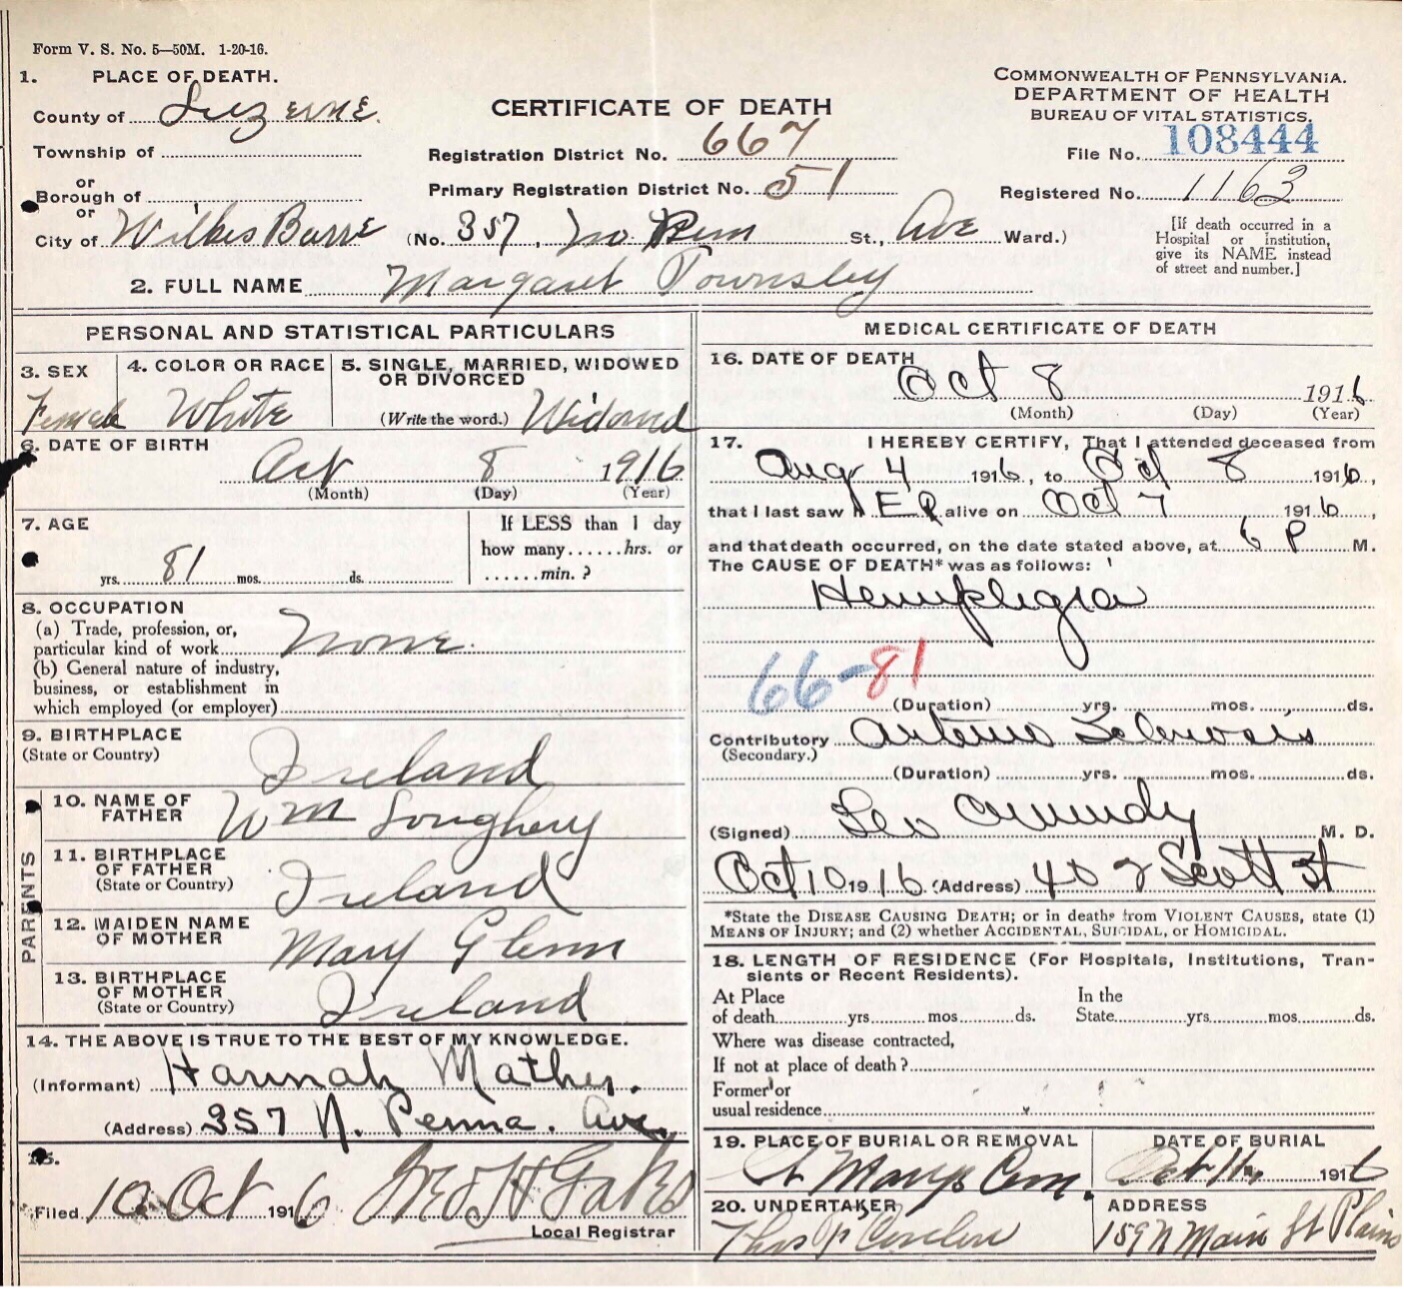 Form V. S. No. 5—50M. 1-20-16.
1. PLACE OF DEATH.
County of Luzerne
Township of
or
Borough of
or
City of Wilkes Barre
COMMONWEALTH OF PENNSYLVANIA.
DEPARTMENT OF HEALTH
BUREAU OF VITAL STATISTICS.
CERTIFICATE OF DEATH
Registration District No. 667
File No. 108444
Primary Registration District No. 51
Registered No. 1163
(No. 357, No Penn St., Ave Ward.)
[If death occurred in a
Hospital or institution,
give its NAME instead
of street and number.]
2. FULL NAME Margaret Townsley
PERSONAL AND STATISTICAL PARTICULARS
3. SEX
Female
4. COLOR OR RACE
White
5. SINGLE, MARRIED, WIDOWED
OR DIVORCED
(Write the word.) Widowed
6. DATE OF BIRTH
Oct 8 1916
(Month) (Day) (Year)
7. AGE
yrs. 81 mos. ds.
If LESS than 1 day
how many......hrs. or
......min. ?
8. OCCUPATION
(a) Trade, profession, or,
particular kind of work None
(b) General nature of industry,
business, or establishment in
which employed (or employer)
9. BIRTHPLACE
(State or Country)
Ireland
PARENTS
10. NAME OF
FATHER
Wm Loughery
11. BIRTHPLACE
OF FATHER
(State or Country)
Ireland
12. MAIDEN NAME
OF MOTHER
Mary Glenn
13. BIRTHPLACE
OF MOTHER
(State or Country)
Ireland
14. THE ABOVE IS TRUE TO THE BEST OF MY KNOWLEDGE.
(Informant) Hannah Mathers.
(Address) 357 N. Penna. Ave.
15.
Filed 10 Oct 1916
Local Registrar
MEDICAL CERTIFICATE OF DEATH
16. DATE OF DEATH
Oct 8 1916
(Month) (Day) (Year)
17. I HEREBY CERTIFY, That I attended deceased from
Aug 4 1916, to Oct 8 1916,
that I last saw h ER alive on Oct 7 1916,
and that death occurred, on the date stated above, at 6 P M.
The CAUSE OF DEATH* was as follows:
Hemiplegia
66-81
(Duration) yrs. mos. ds.
Contributory Arterio Sclerosis
(Secondary.)
(Duration) yrs. mos. ds.
(Signed) Leo M. D.
Oct 10 1916 (Address) 402 Scott St
*State the DISEASE CAUSING DEATH; or in deaths from VIOLENT CAUSES, state (1)
MEANS OF INJURY; and (2) whether ACCIDENTAL, SUICIDAL, or HOMICIDAL.
18. LENGTH OF RESIDENCE (For Hospitals, Institutions, Tran-
sients or Recent Residents).
At Place
of death yrs mos. ds.
In the
State yrs. mos. ds.
Where was disease contracted,
If not at place of death?
Former or
usual residence
19. PLACE OF BURIAL OR REMOVAL
St Marys Cem.
DATE OF BURIAL
Oct 11, 1916
20. UNDERTAKER
Thos P
ADDRESS
159 N Main St Plains